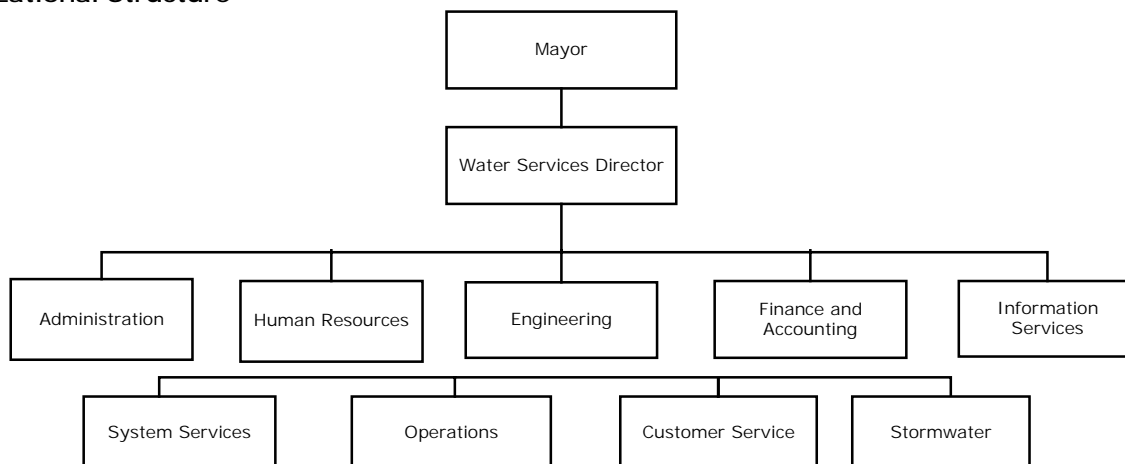 Mayor
Water Services Director
Administration
Human Resources
Engineering
Finance and
Accounting
Information
Services
System Services
Operations
Customer Service
Stormwater